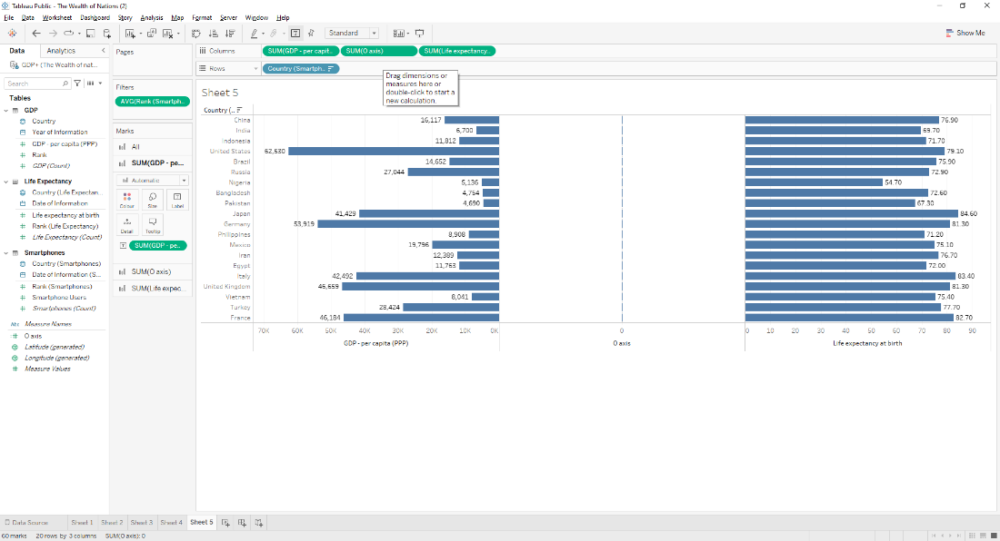 Tableau Public - The Wealth of Nations (2)
File Data Worksheet Dashboard Story Analysis Map Format Server Window Help
Standard
Show Me
Data Analytics
GDP+ (The Wealth of nat...
Search
Tables
GDP
Country
Year of Information
GDP - per capita (PPP)
Rank
GDP (Count)
Life Expectancy
Country (Life Expectan...
Date of Information
Life expectancy at birth
Rank (Life Expectancy)
Life Expectancy (Count)
Smartphones
Country (Smartphones)
Date of Information (S...
Rank (Smartphones)
Smartphone Users
Smartphones (Count)
Abc Measure Names
0 axis
Latitude (generated)
Longitude (generated)
Measure Values
Pages
Filters
AVG(Rank (Smartph..
Marks
All
SUM(GDP - pe...
Automatic
Colour Size Label
Detail Tooltip
SUM(GDP - pe..
SUM(0 axis)
SUM(Life expec...
Columns SUM(GDP - per capit.. SUM(0 axis) SUM(Life expectancy..
Rows Country (Smartph..
Drag dimensions or
measures here or
double-click to start a
new calculation.
Sheet 5
Country (..
China 16,117 76.90
India 6,700 69.70
Indonesia 11,812 71.70
United States 62,530 79.10
Brazil 14,652 75.90
Russia 27,044 72.90
Nigeria 5,136 54.70
Bangladesh 4,754 72.60
Pakistan 4,690 67.30
Japan 41,429 84.60
Germany 53,919 81.30
Philippines 8,908 71.20
Mexico 19,796 75.10
Iran 12,389 76.70
Egypt 11,763 72.00
Italy 42,492 83.40
United Kingdom 46,659 81.30
Vietnam 8,041 75.40
Turkey 28,424 77.70
France 46,184 82.70
70K 60K 50K 40K 30K 20K 10K 0K 0 0 10 20 30 40 50 60 70 80 90
GDP - per capita (PPP) 0 axis Life expectancy at birth
Data Source Sheet 1 Sheet 2 Sheet 3 Sheet 4 Sheet 5
60 marks 20 rows by 3 columns SUM(0 axis): 0